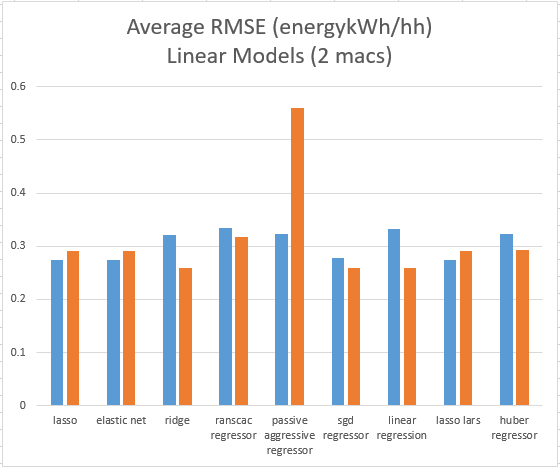 Average RMSE (energykWh/hh)
Linear Models (2 macs)
0.6
0.5
0.4
0.3
0.2
0.1
0
lasso
elastic net
ridge
ranscac
regressor
passive
aggressive
regressor
sgd
regressor
linear
regression
lasso lars
huber
regressor